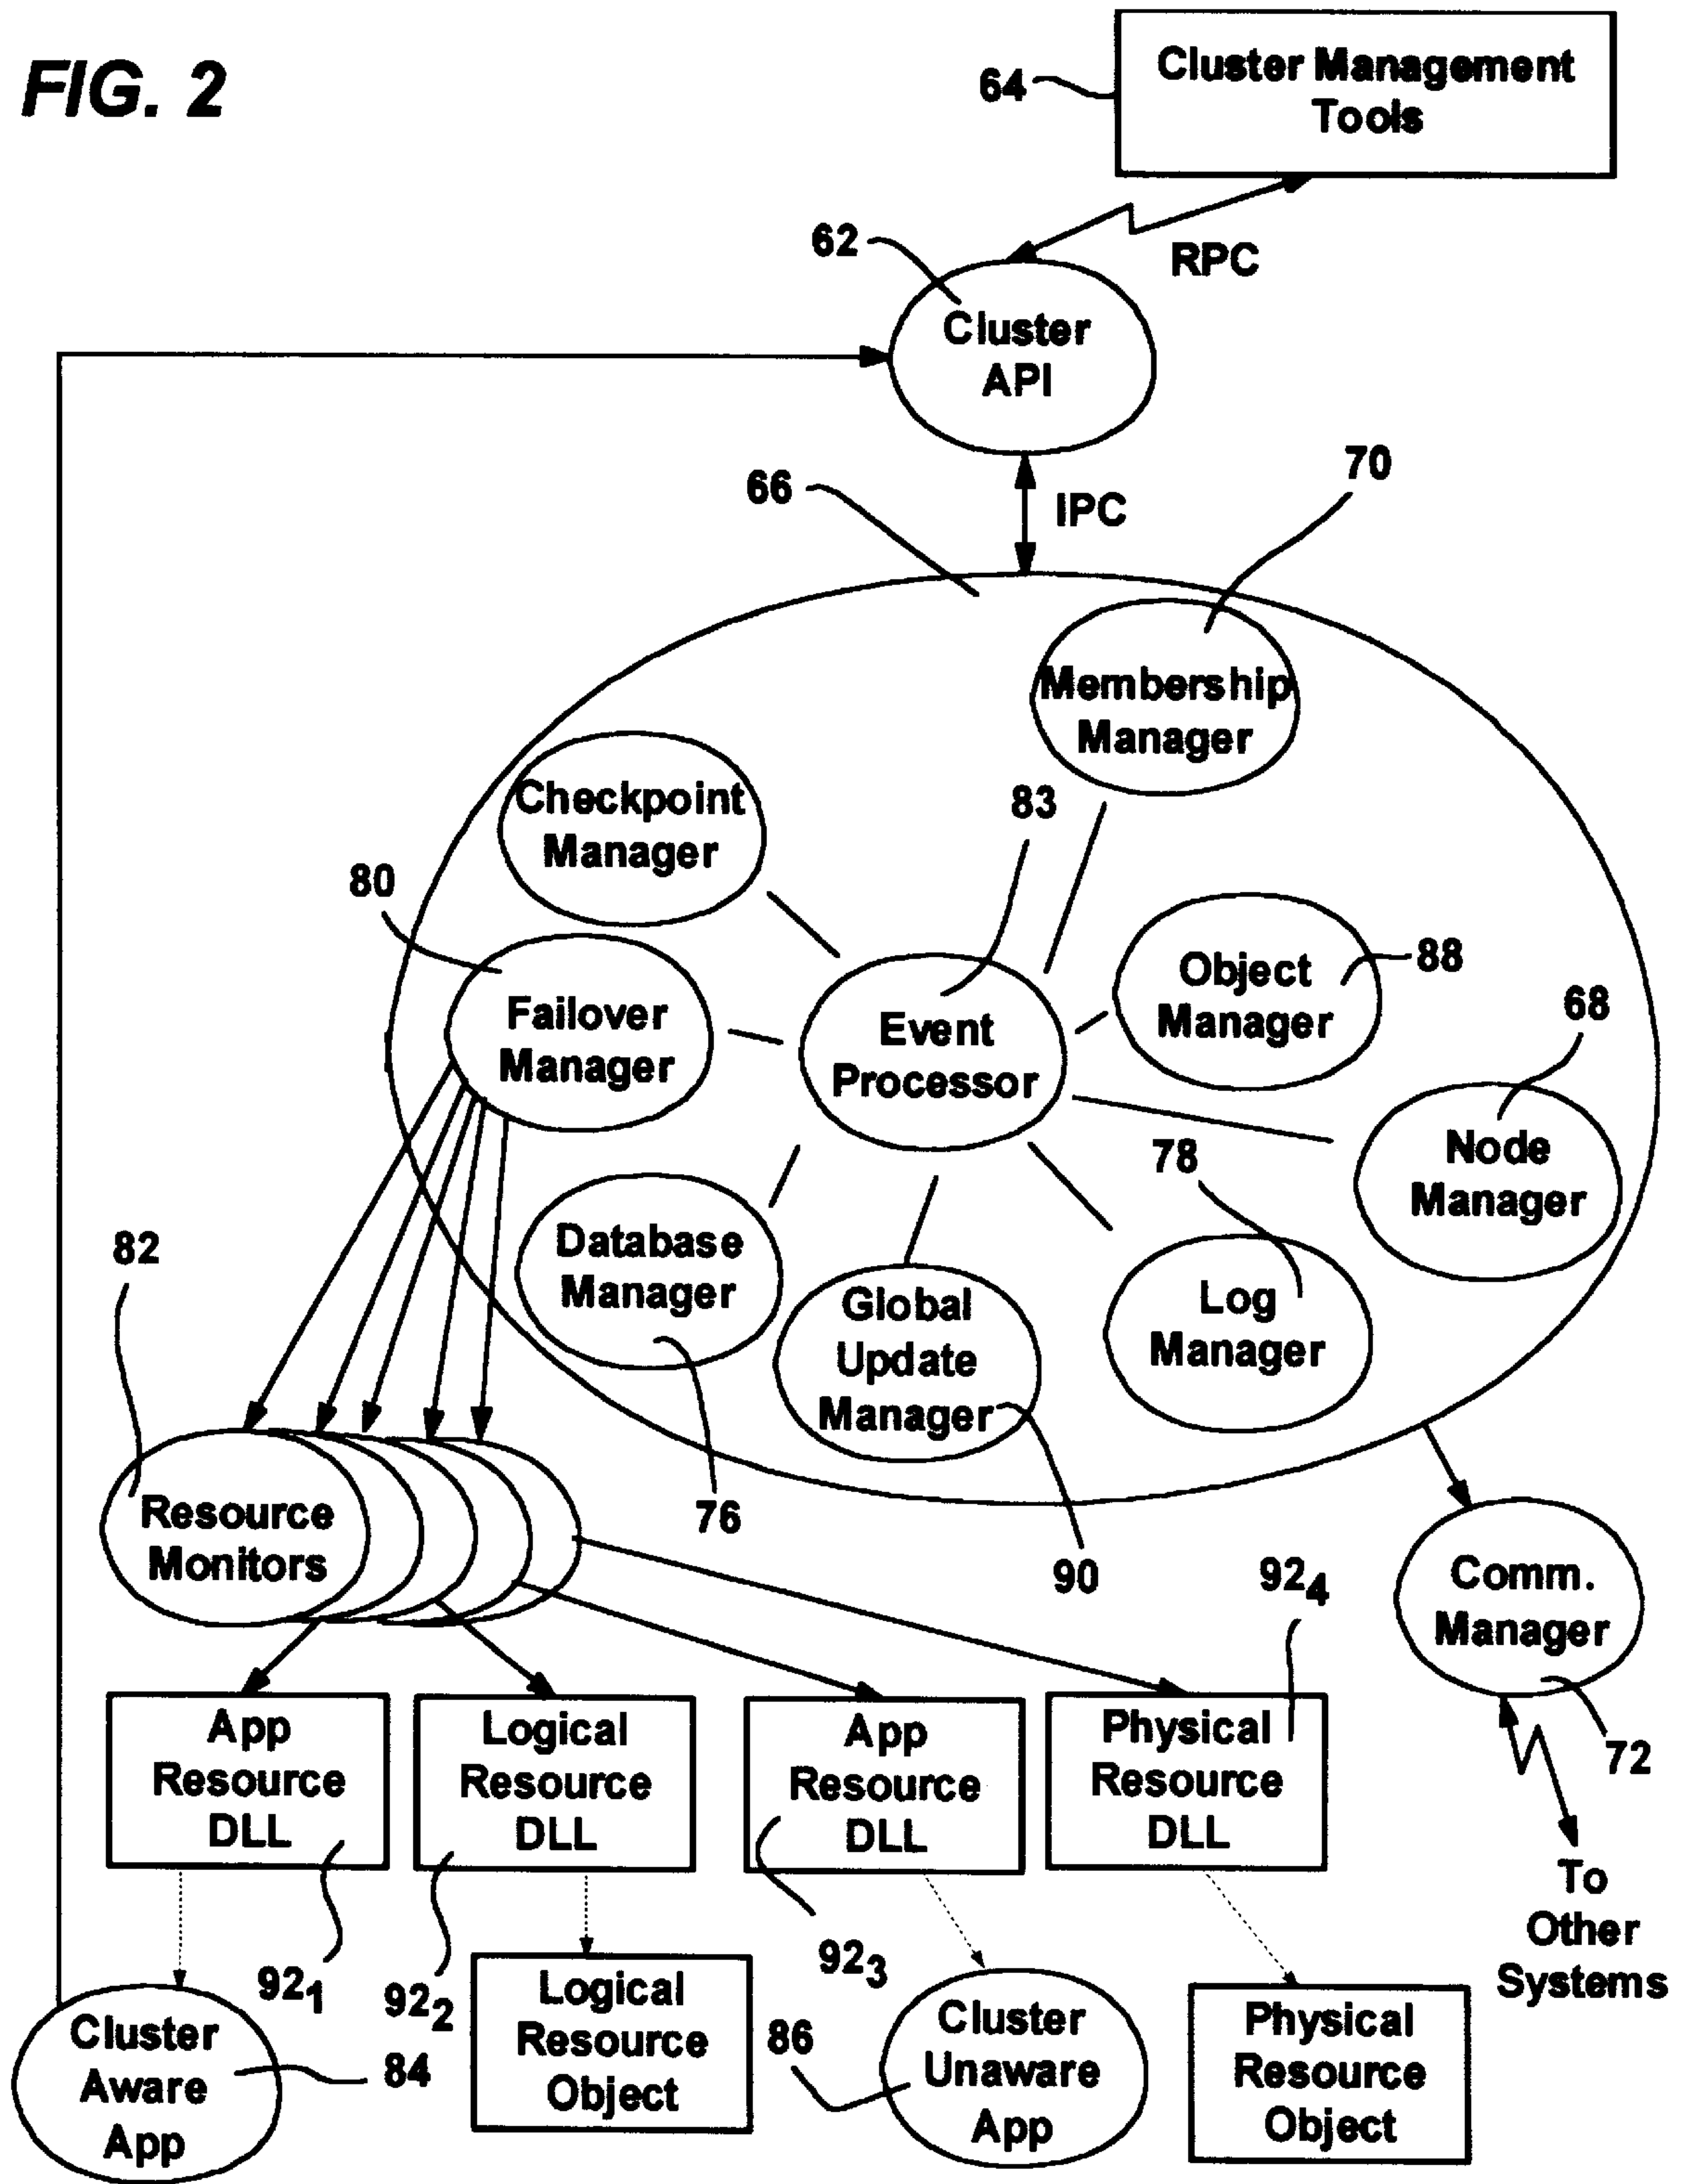 FIG. 2
64
Cluster Management
Tools
62
RPC
Cluster
API
70
66
IPC
Membership
Manager
Checkpoint
Manager
83
80
Object
Manager
88
Failover
Manager
Event
Processor
68
Node
Manager
78
82
Database
Manager
Global
Update
Manager
Log
Manager
Resource
Monitors
76
90
92₄
Comm.
Manager
72
App
Resource
DLL
Logical
Resource
DLL
App
Resource
DLL
Physical
Resource
DLL
To
Other
Systems
92₁
92₂
92₃
Cluster
Aware
App
84
Logical
Resource
Object
86
Cluster
Unaware
App
Physical
Resource
Object